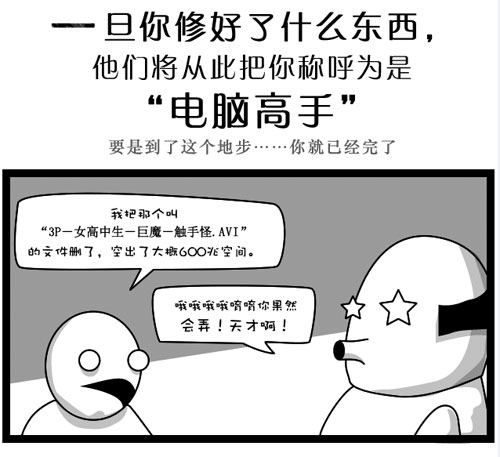 一旦你修好了什么东西，
他们将从此把你称呼为是
“电脑高手”
要是到了这个地步……你就已经完了
我把那个叫
“3P—女高中生—巨魔—触手怪.AVI”
的文件删了，空出了大概600兆空间。
哦哦哦哦唷唷你果然
会弄！天才啊！